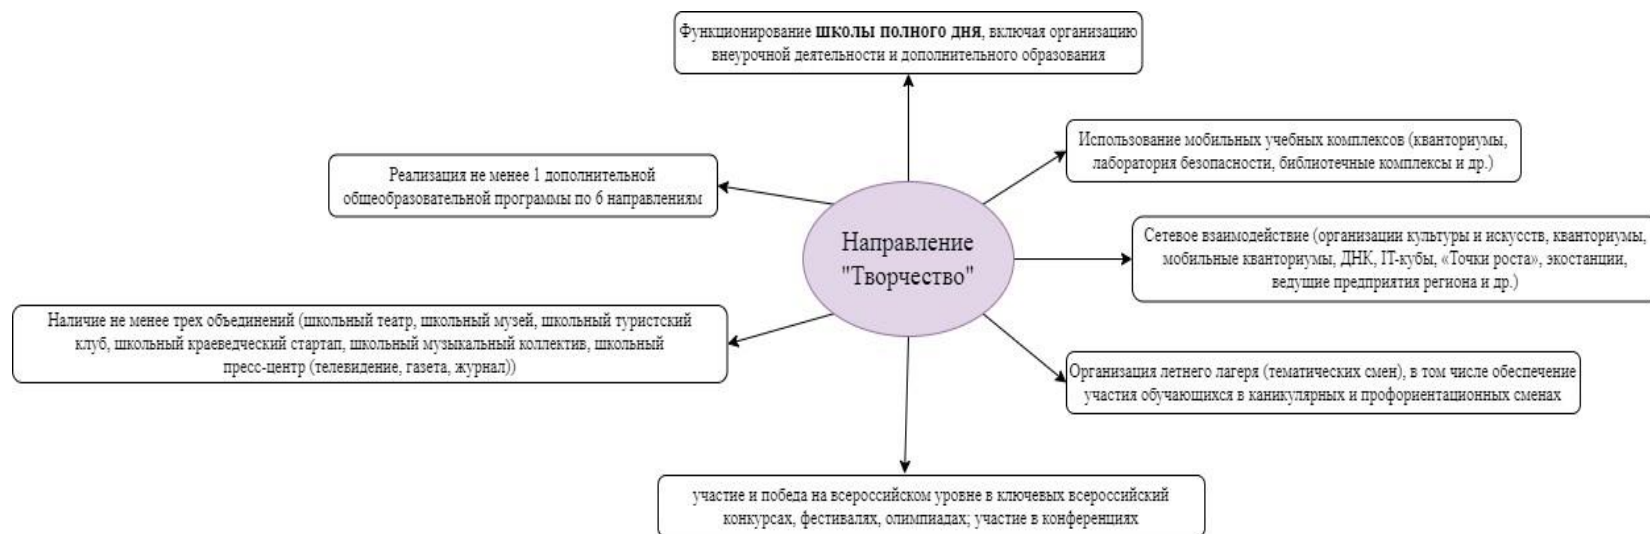 Функционирование ШКОЛЫ ПОЛНОГО ДНЯ, включая организацию
внеурочной деятельности и дополнительного образования
Использование мобильных учебных комплексов (кванториумы,
лаборатория безопасности, библиотечные комплексы и др.)
Реализация не менее 1 дополнительной
общеобразовательной программы по 6 направлениям
Направление
"Творчество"
Сетевое взаимодействие (организации культуры и искусств, кванториумы,
мобильные кванториумы, ДНК, IT-кубы, «Точки роста», экостанции,
ведущие предприятия региона и др.)
Наличие не менее трех объединений (школьный театр, школьный музей, школьный туристский
клуб, школьный краеведческий стартап, школьный музыкальный коллектив, школьный
пресс-центр (телевидение, газета, журнал))
Организация летнего лагеря (тематических смен), в том числе обеспечение
участия обучающихся в каникулярных и профориентационных сменах
участие и победа на всероссийском уровне в ключевых всероссийский
конкурсах, фестивалях, олимпиадах; участие в конференциях